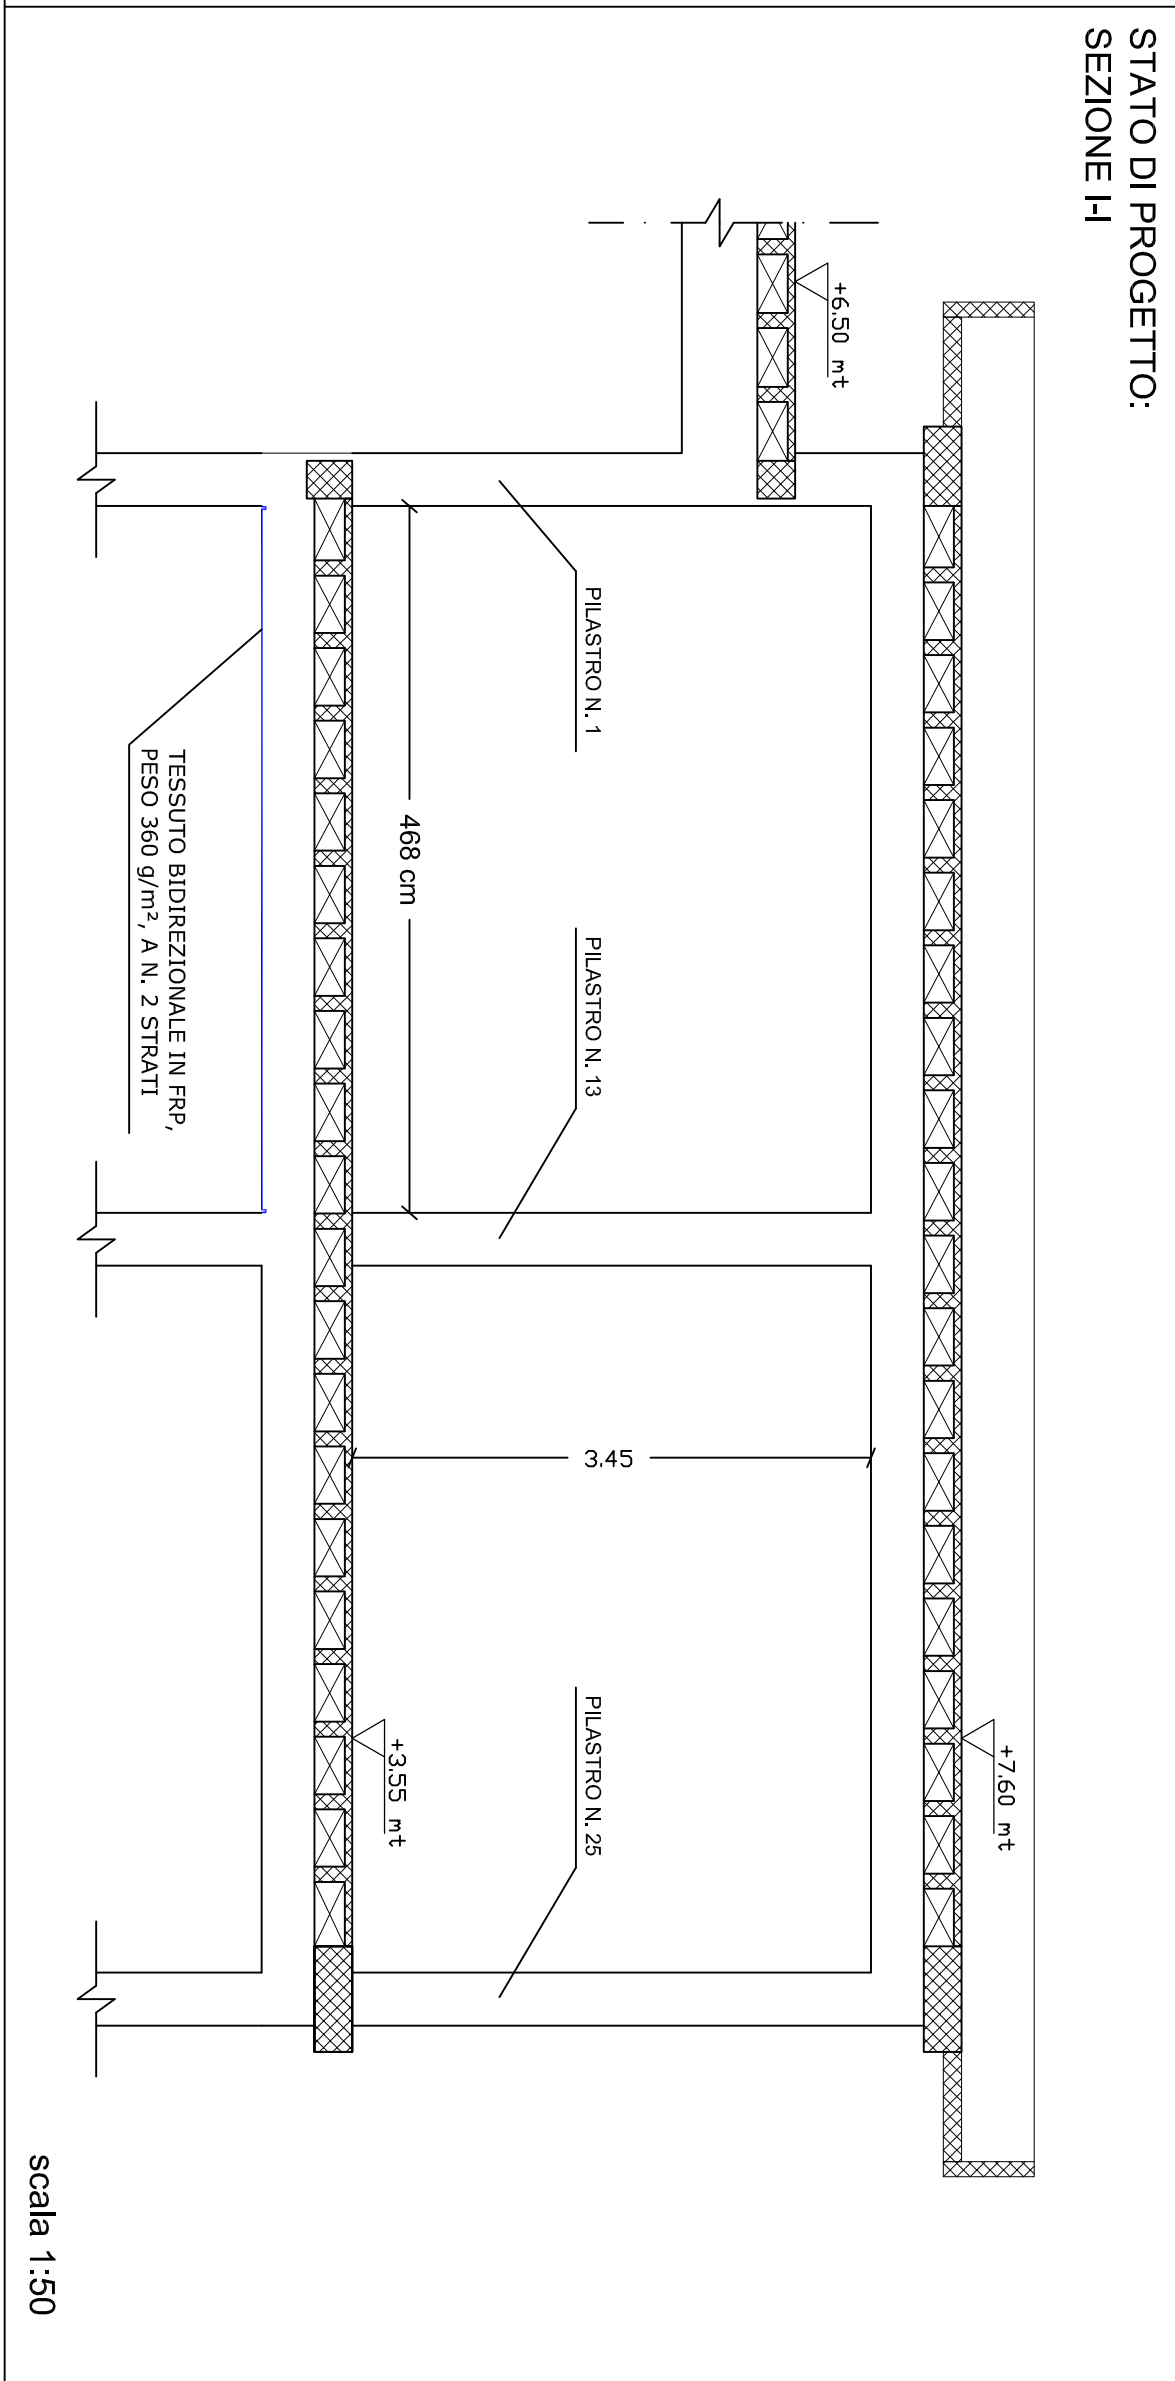 STATO DI PROGETTO:
SEZIONE I-I
+6.50 mt
+7.60 mt
PILASTRO N. 1
PILASTRO N. 13
PILASTRO N. 25
3.45
468 cm
+3.55 mt
TESSUTO BIDIREZIONALE IN FRP,
PESO 360 g/m², A N. 2 STRATI
scala 1:50